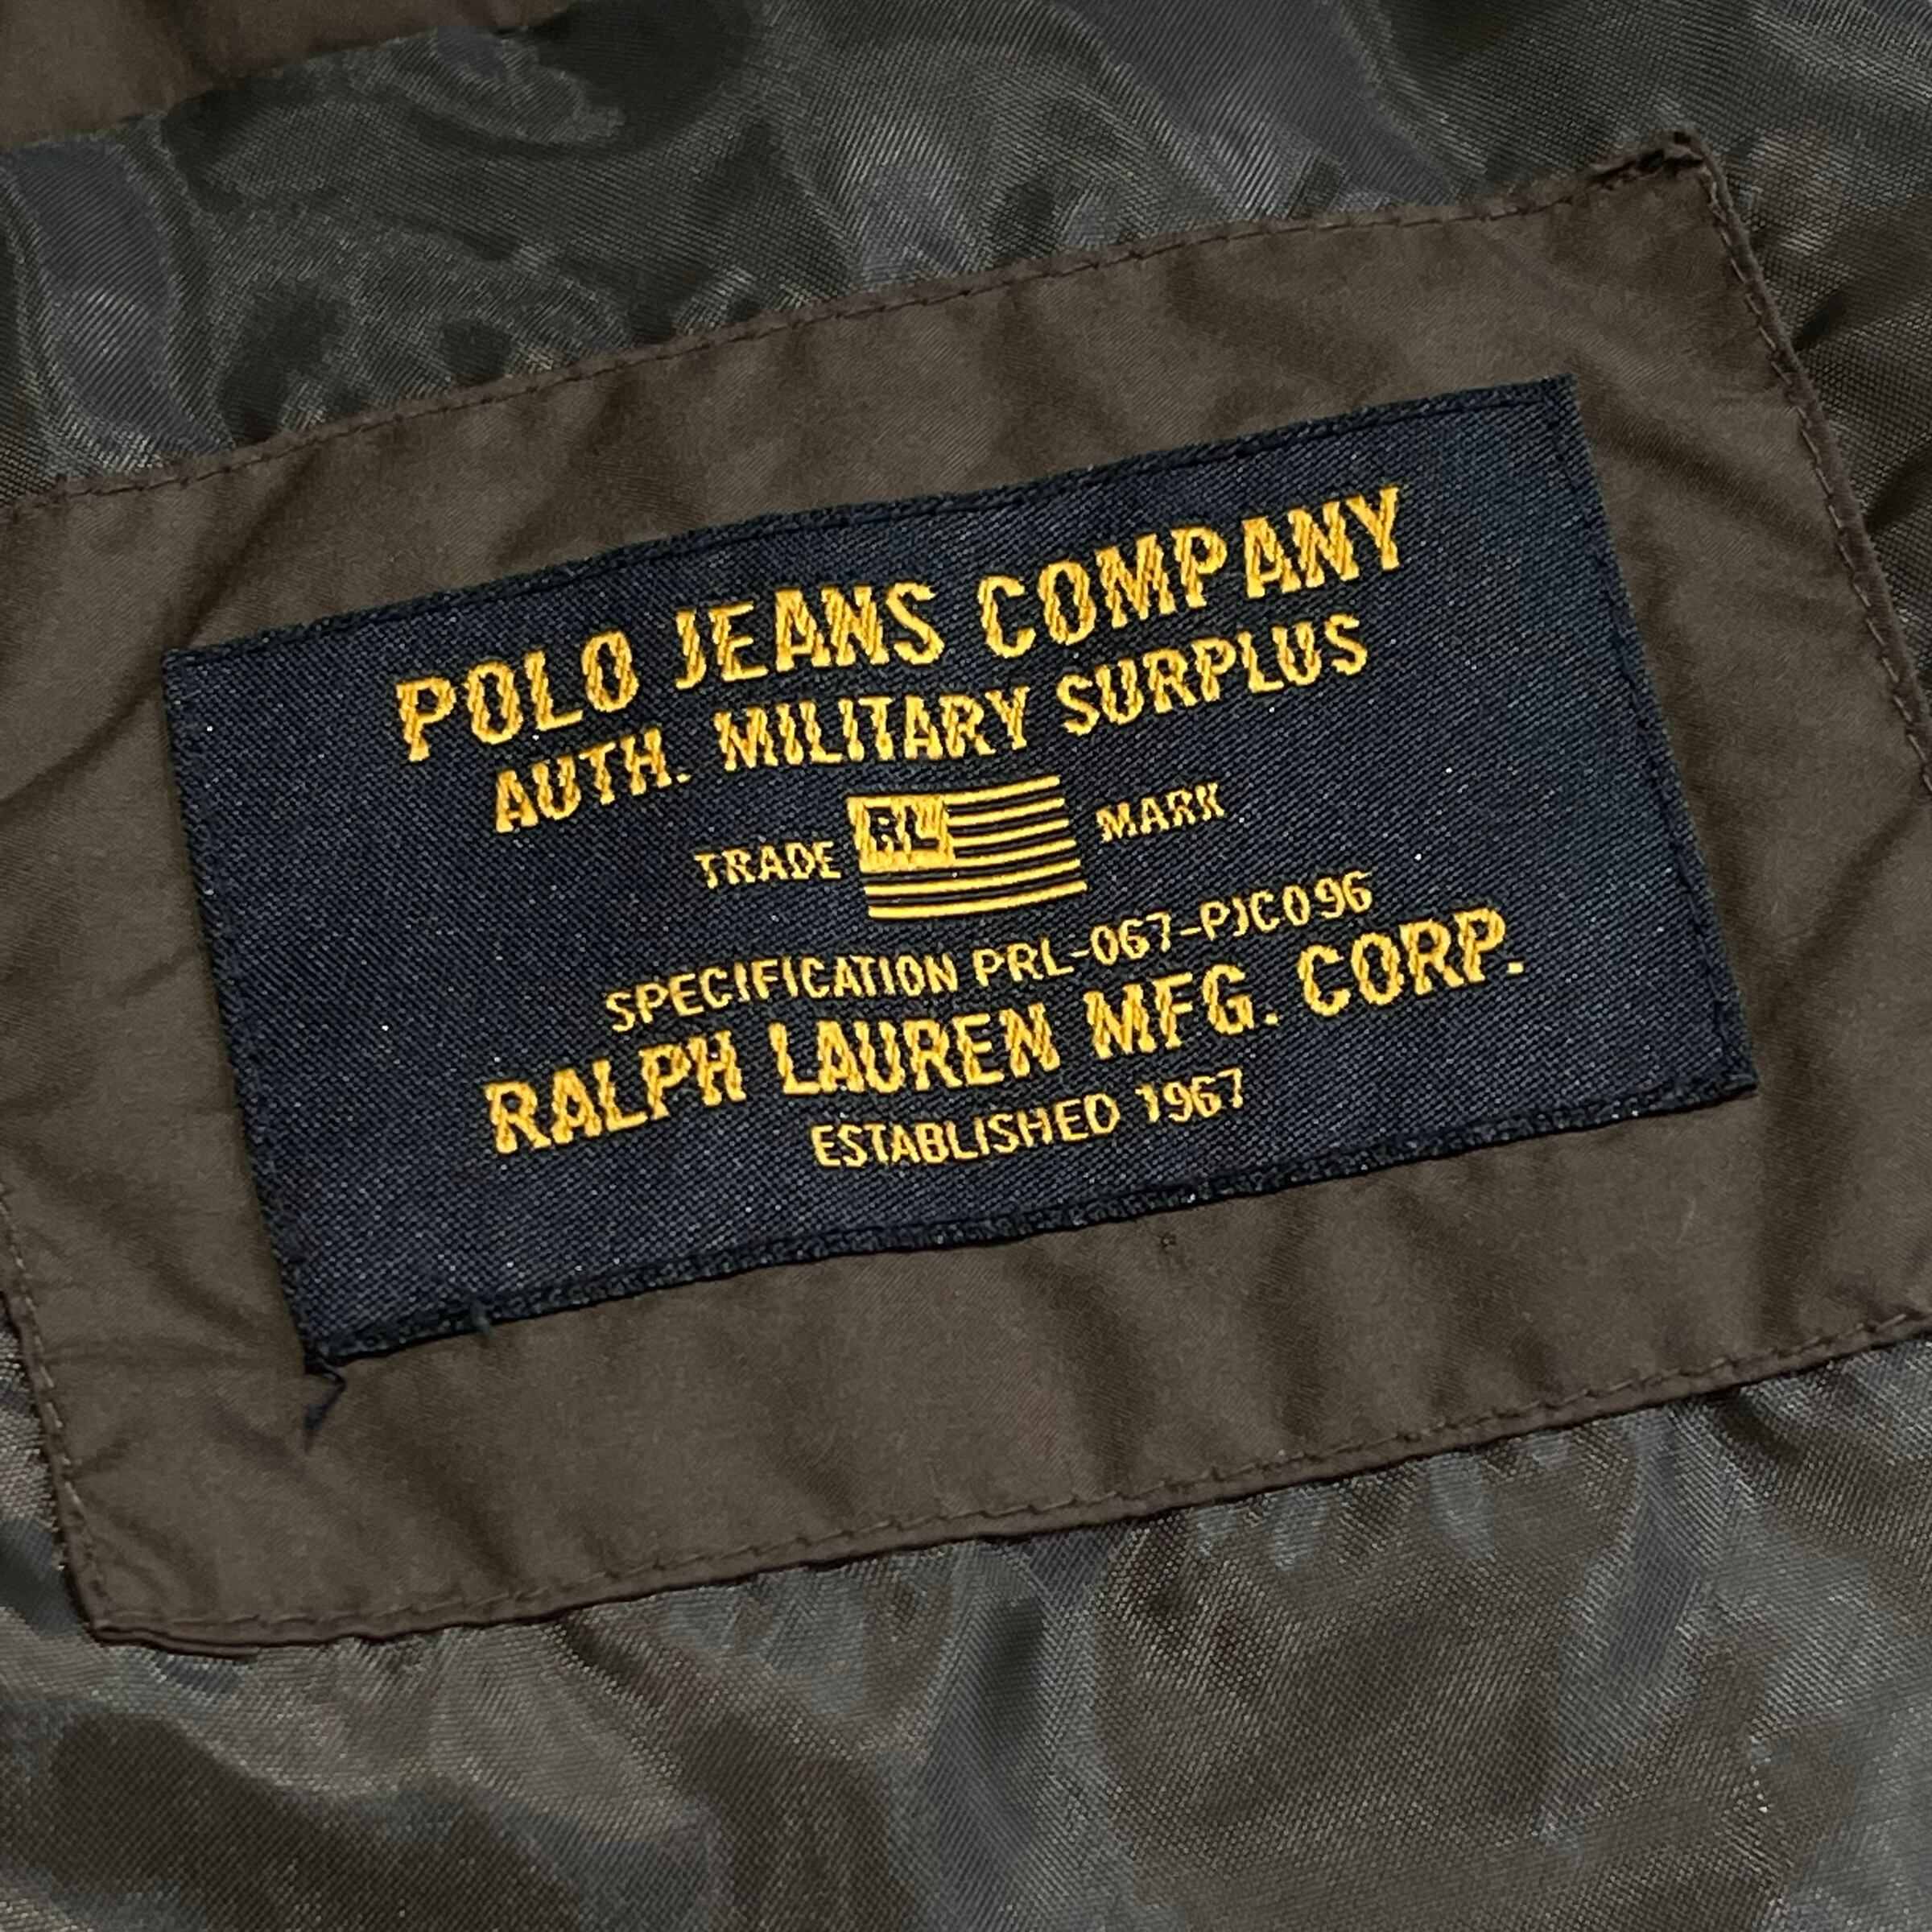 POLO JEANS COMPANY
AUTH. MILITARY SURPLUS
TRADE RL MARK
SPECIFICATION PRL-067-PJC096
RALPH LAUREN MFG. CORP.
ESTABLISHED 1967